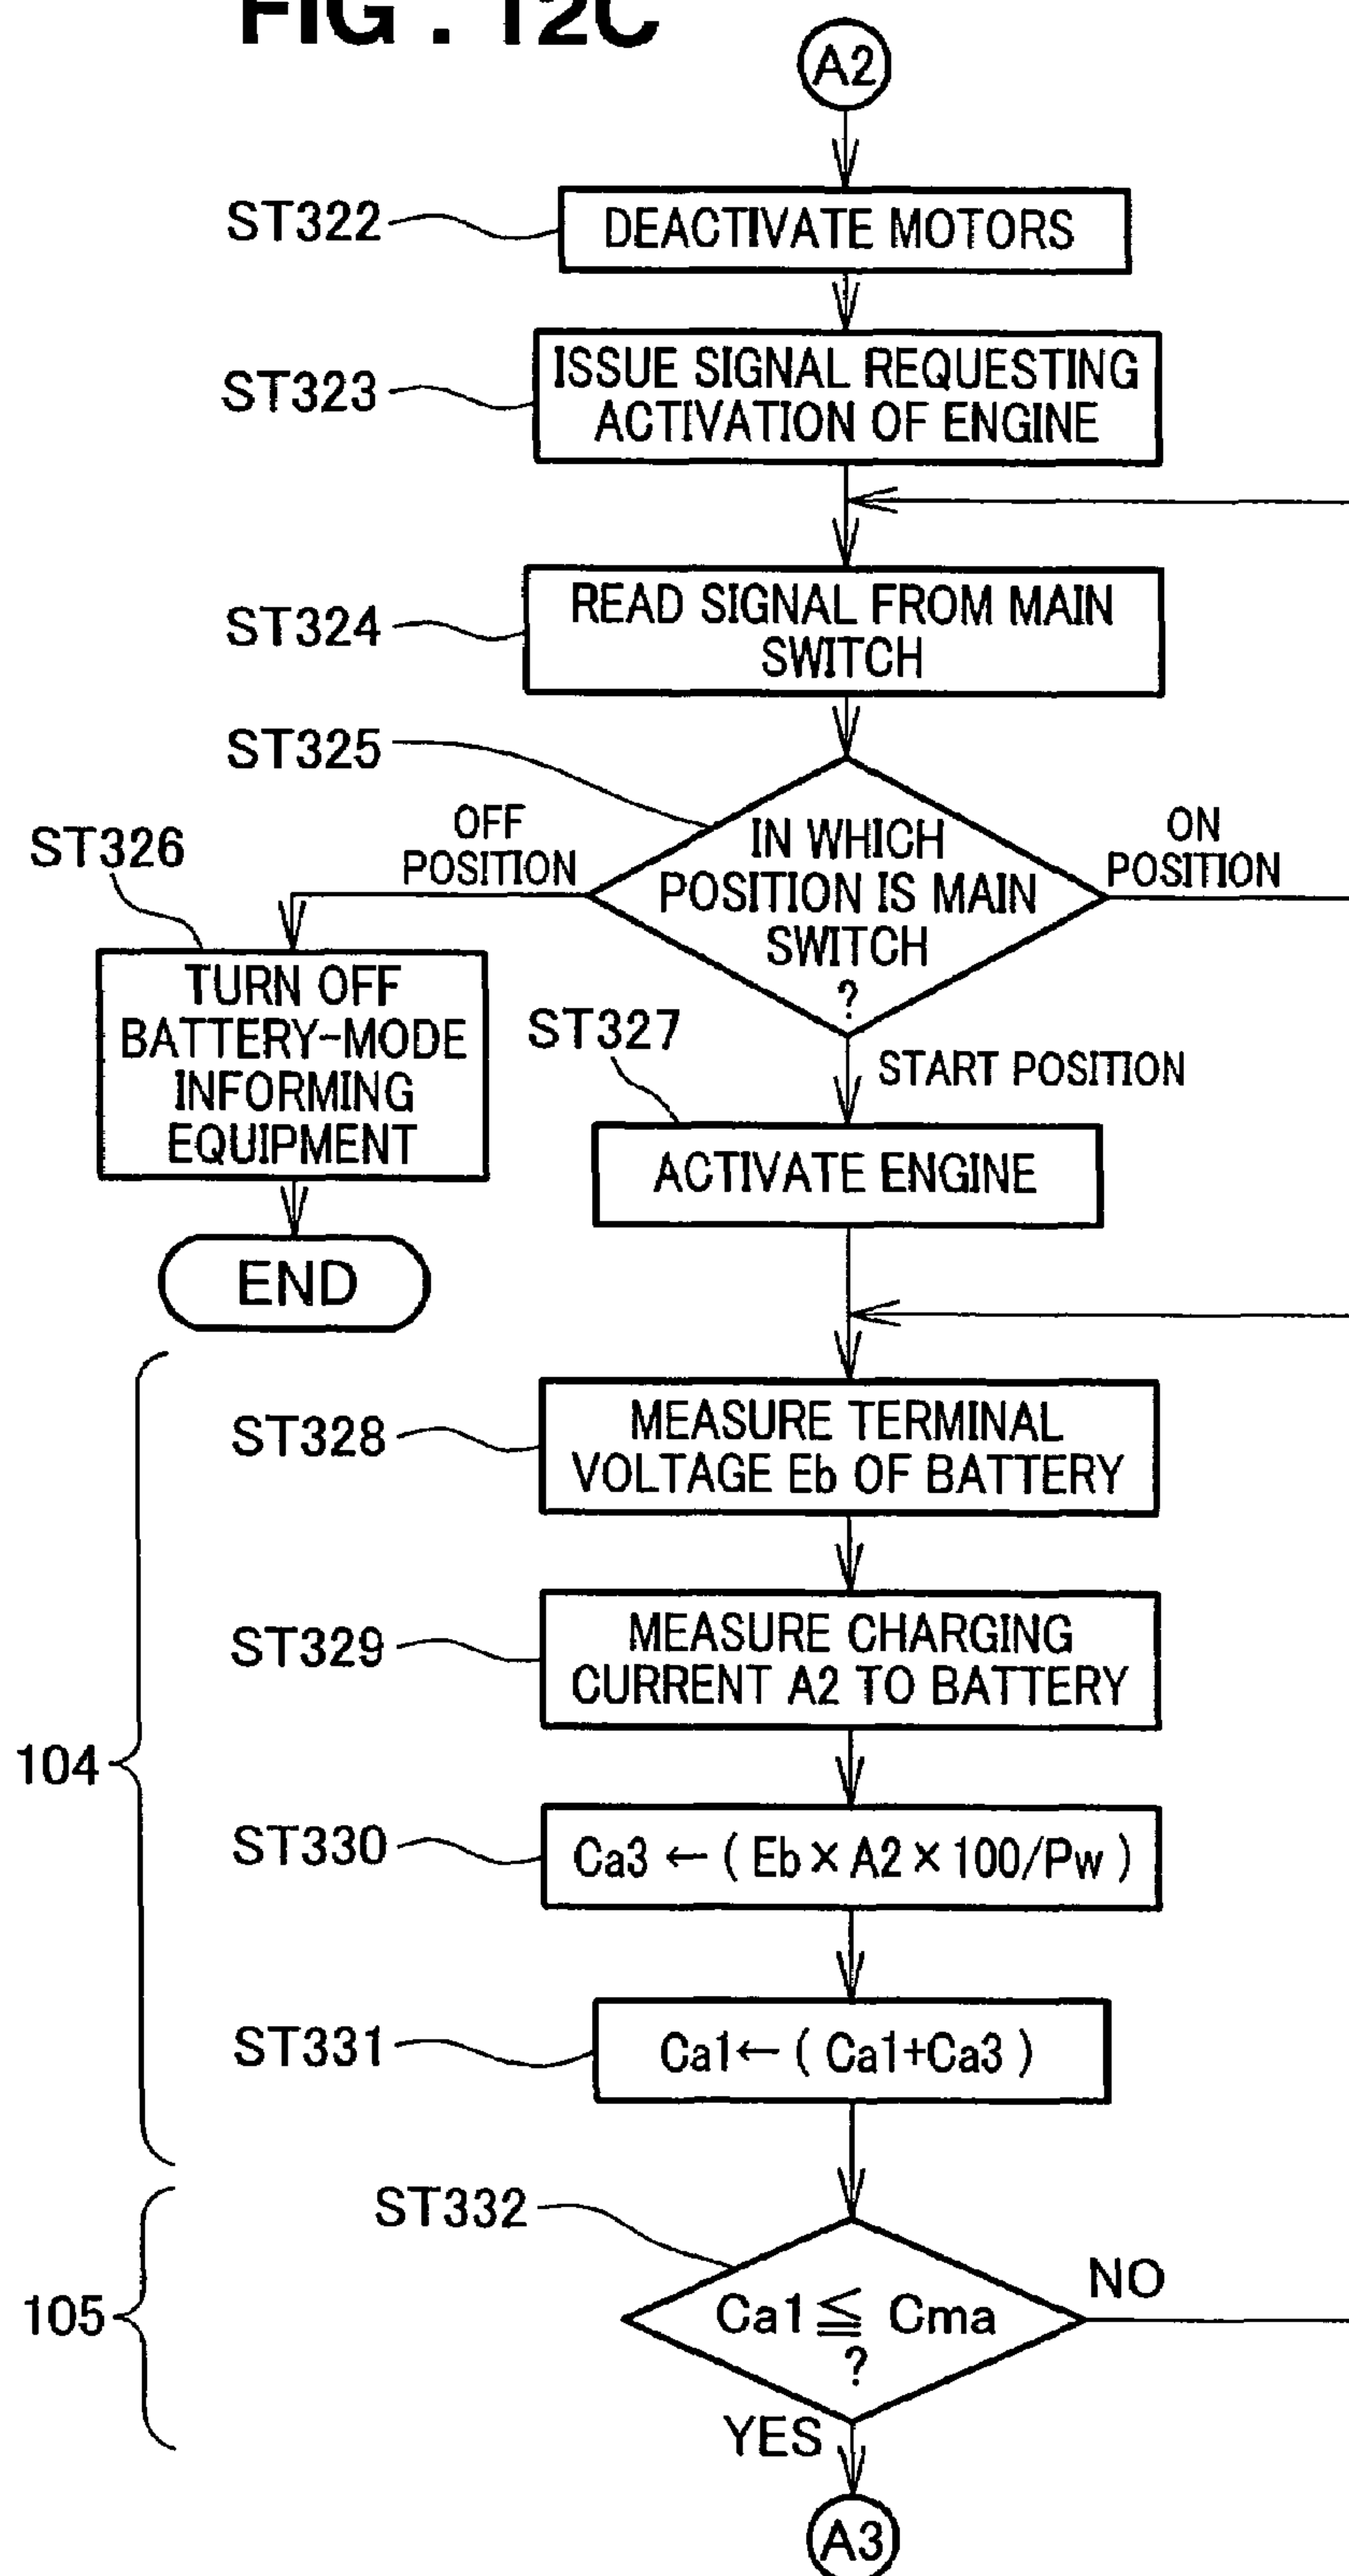 FIG. 12C
A2
ST322
DEACTIVATE MOTORS
ST323
ISSUE SIGNAL REQUESTING
ACTIVATION OF ENGINE
ST324
READ SIGNAL FROM MAIN
SWITCH
ST325
IN WHICH
POSITION IS MAIN
SWITCH
?
OFF
POSITION
ON
POSITION
ST326
TURN OFF
BATTERY-MODE
INFORMING
EQUIPMENT
END
START POSITION
ST327
ACTIVATE ENGINE
104
ST328
MEASURE TERMINAL
VOLTAGE Eb OF BATTERY
ST329
MEASURE CHARGING
CURRENT A2 TO BATTERY
ST330
Ca3 ← ( Eb × A2 × 100/Pw )
ST331
Ca1← ( Ca1+Ca3 )
105
ST332
Ca1 ≦ Cma
?
NO
YES
A3